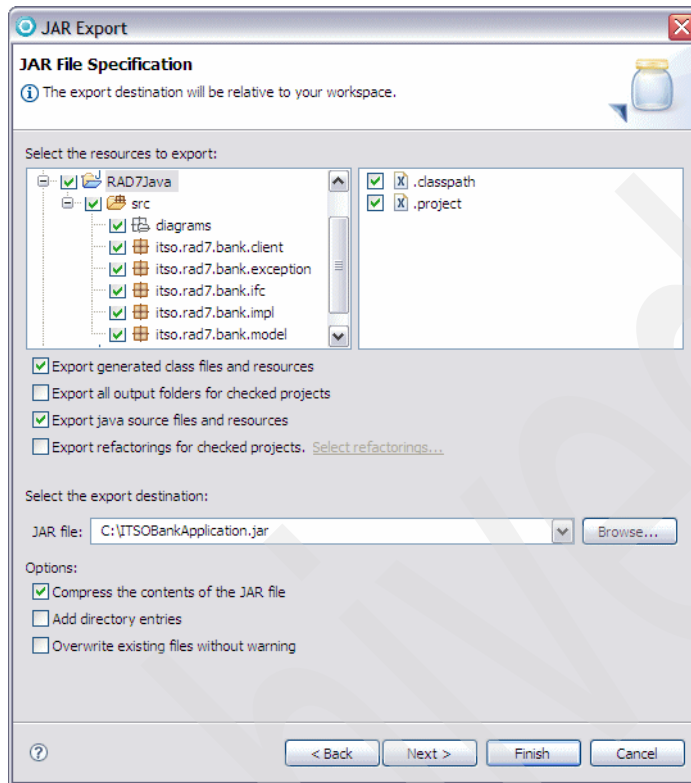 JAR Export
JAR File Specification
The export destination will be relative to your workspace.
Select the resources to export:
RAD7Java
src
diagrams
itso.rad7.bank.client
itso.rad7.bank.exception
itso.rad7.bank.ifc
itso.rad7.bank.impl
itso.rad7.bank.model
.classpath
.project
Export generated class files and resources
Export all output folders for checked projects
Export java source files and resources
Export refactorings for checked projects. Select refactorings...
Select the export destination:
JAR file: C:\ITSOBankApplication.jar Browse...
Options:
Compress the contents of the JAR file
Add directory entries
Overwrite existing files without warning
? < Back Next > Finish Cancel